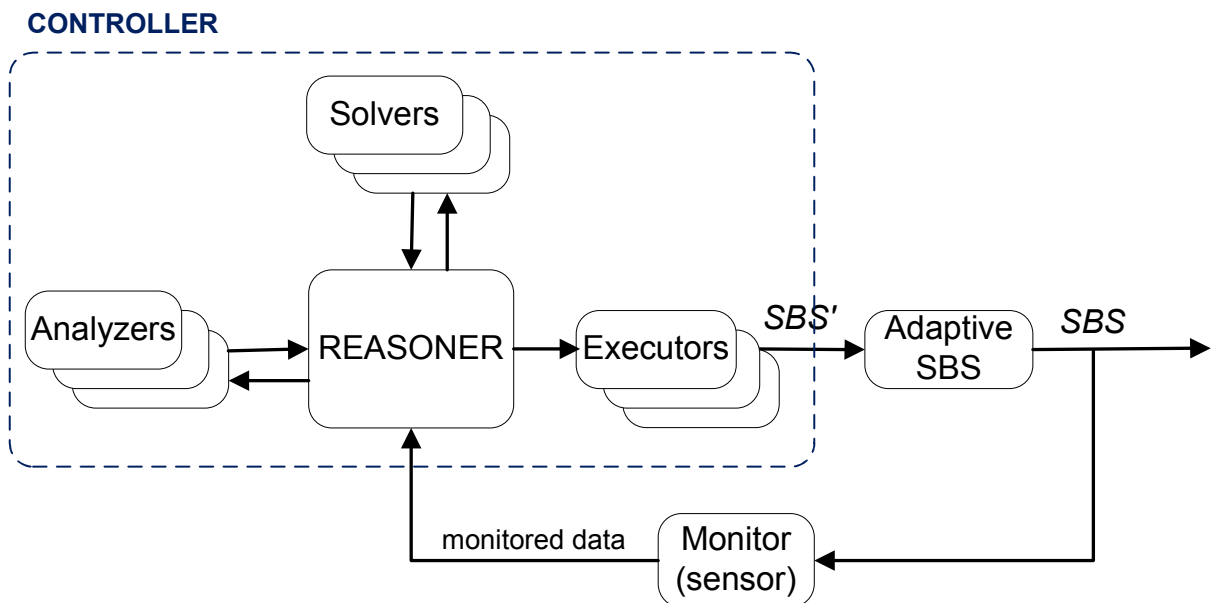 CONTROLLER
Solvers
Analyzers
REASONER
Executors
SBS'
Adaptive
SBS
SBS
monitored data
Monitor
(sensor)